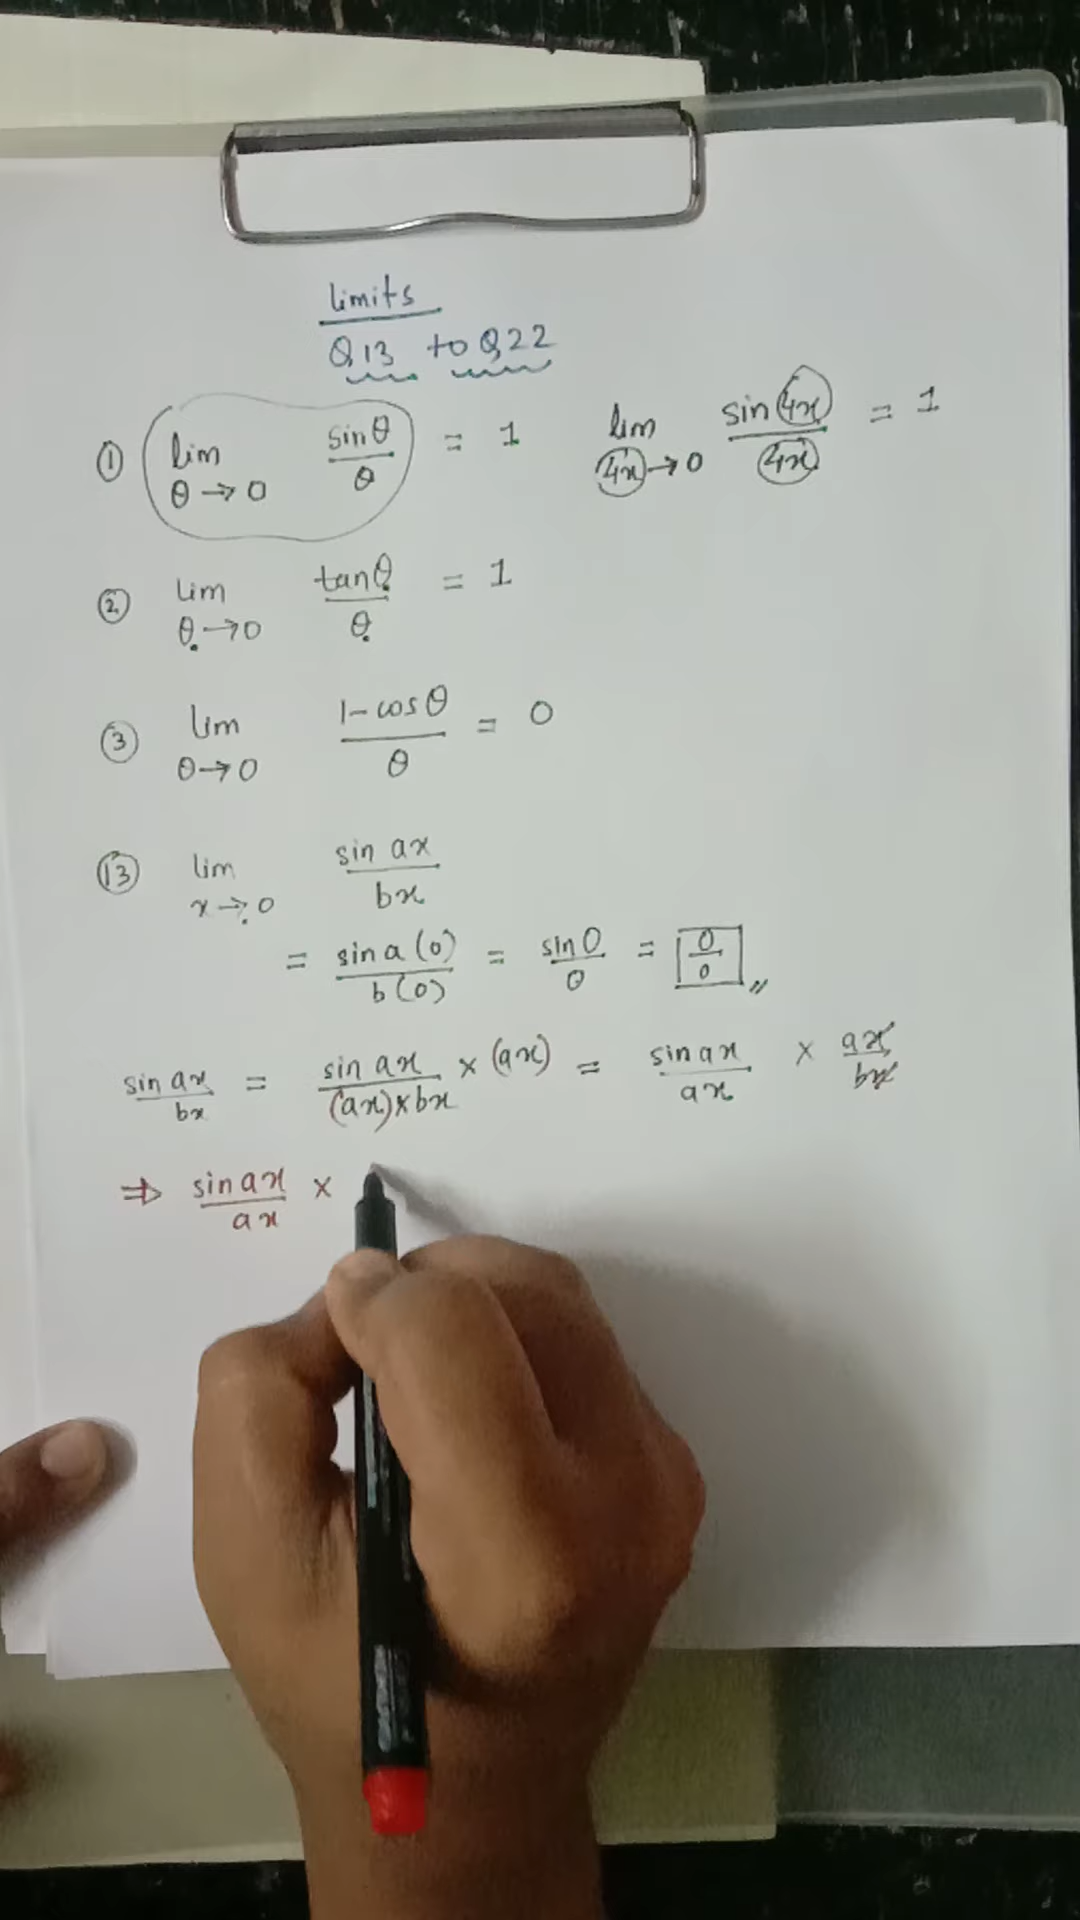 limits
Q.13 to Q.22
① lim θ→0 sinθ/θ = 1 lim 4x→0 sin 4x/4x = 1
② lim θ→0 tanθ/θ = 1
③ lim θ→0 1-cosθ/θ = 0
⑬ lim x→0 sin ax/bx
= sin a(0)/b(0) = sin0/0 = 0/0 〃
sin ax/bx = sin ax/(ax)×bx × (ax) = sin ax/ax × ax/bx
⇒ sin ax/ax ×